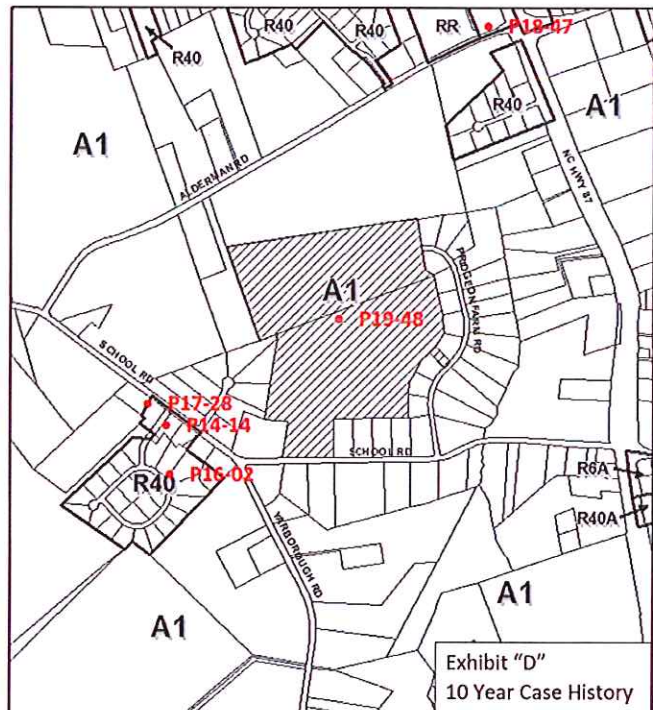 R40
R40
R40
RR
P18-47
R40
A1
A1
ALDERMAN RD
NC HWY 87
A1
P19-48
PRIDGEON FARM RD
SCHOOL RD
P17-28
P14-14
SCHOOL RD
R40
P16-02
R6A
R40A
YARBOROUGH RD
A1
A1
Exhibit "D"
10 Year Case History